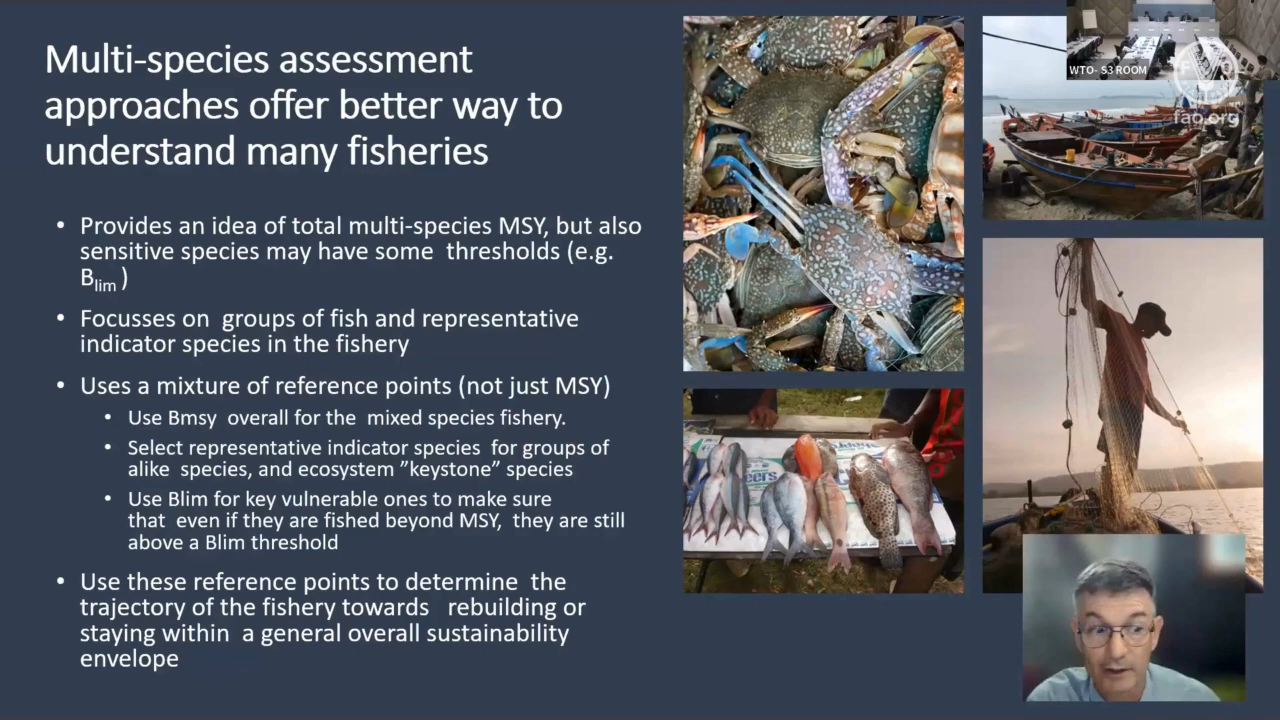 Multi-species assessment
approaches offer better way to
understand many fisheries
• Provides an idea of total multi-species MSY, but also
sensitive species may have some thresholds (e.g.
Blim )
• Focusses on groups of fish and representative
indicator species in the fishery
• Uses a mixture of reference points (not just MSY)
• Use Bmsy overall for the mixed species fishery.
• Select representative indicator species for groups of
alike species, and ecosystem ”keystone” species
• Use Blim for key vulnerable ones to make sure
that even if they are fished beyond MSY, they are still
above a Blim threshold
• Use these reference points to determine the
trajectory of the fishery towards rebuilding or
staying within a general overall sustainability
envelope
WTO- S3 ROOM
fao.org